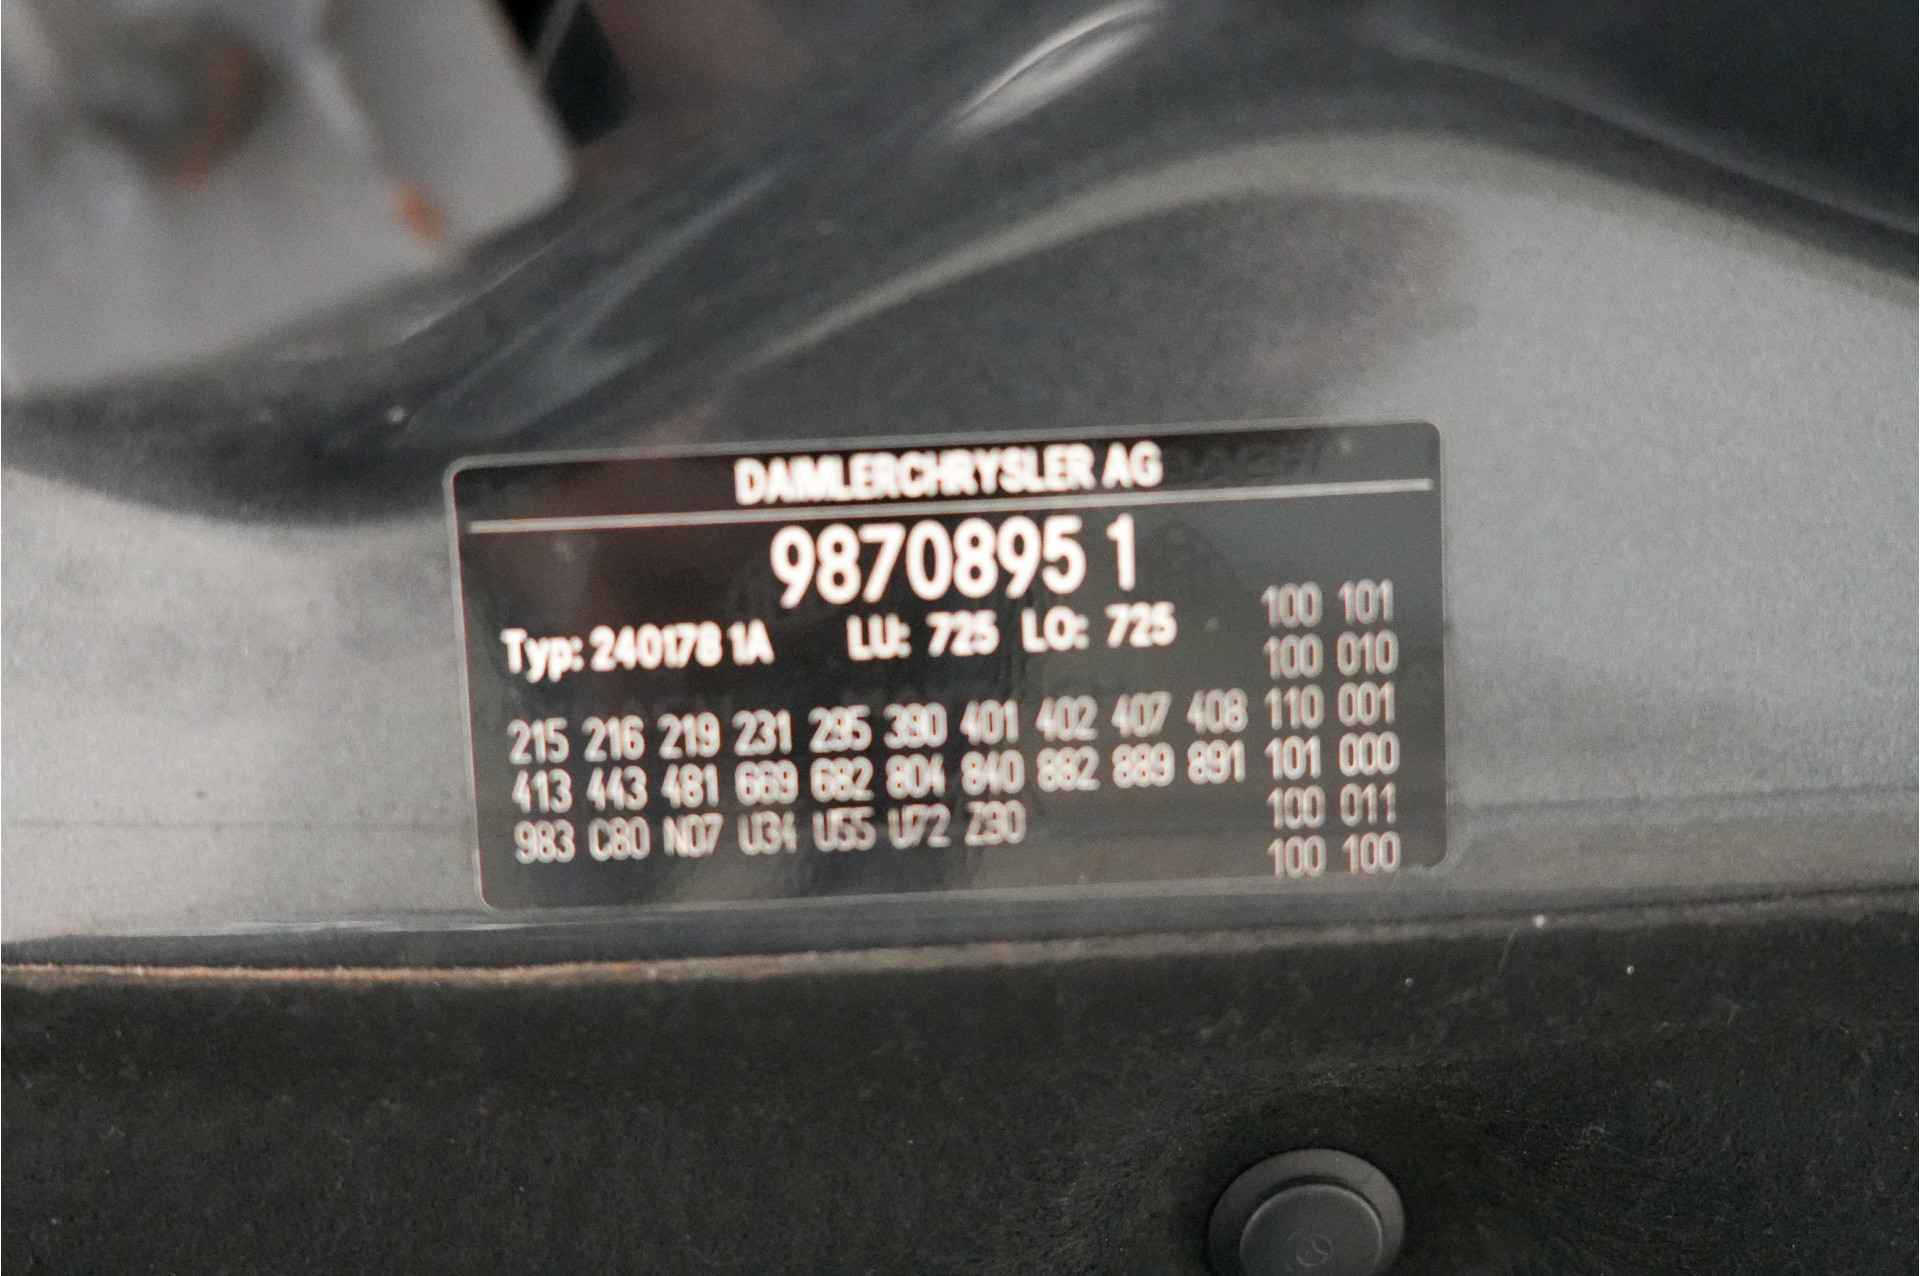 DAIMLERCHRYSLER AG
9870895 1
Typ: 240178 1A LU: 725 LO: 725
100 101
100 010
215 216 219 231 295 390 401 402 407 408 110 001
413 443 481 669 682 804 840 882 889 891 101 000
983 C80 N07 U34 U55 U72 Z90 100 011
100 100